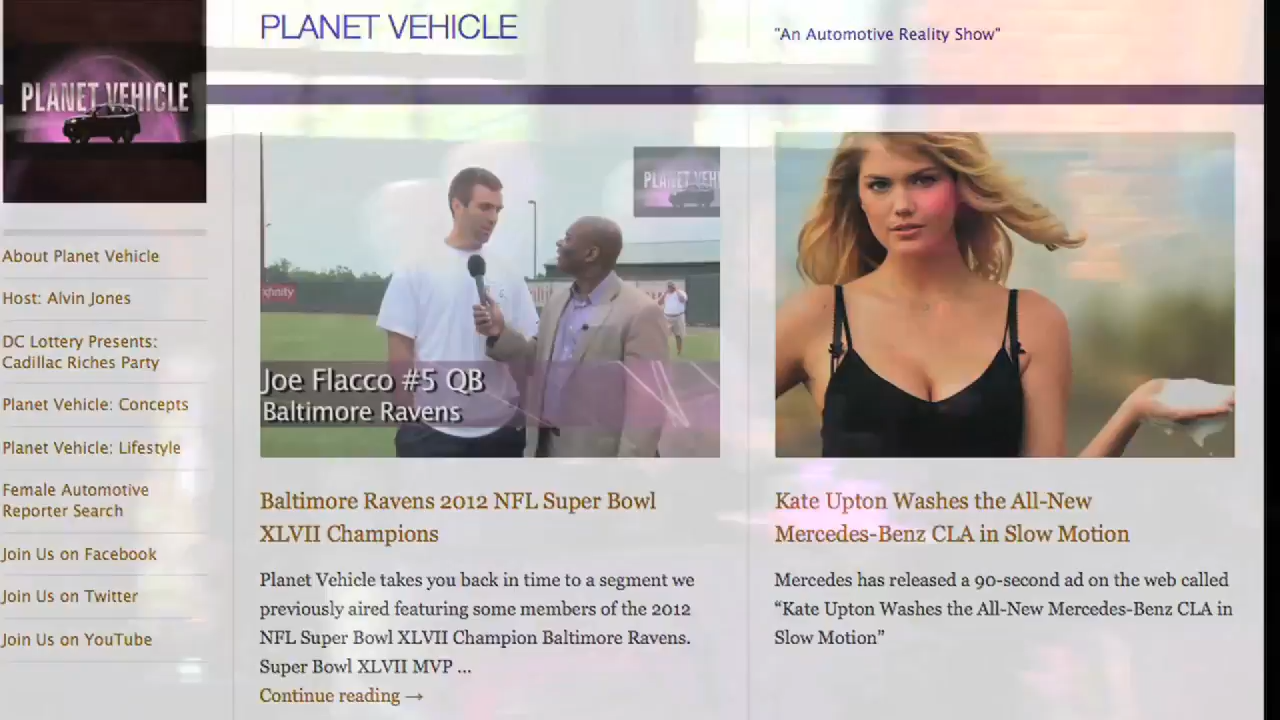 PLANET VEHICLE
"An Automotive Reality Show"
PLANET VEHICLE
About Planet Vehicle
Host: Alvin Jones
DC Lottery Presents:
Cadillac Riches Party
Planet Vehicle: Concepts
Planet Vehicle: Lifestyle
Female Automotive
Reporter Search
Join Us on Facebook
Join Us on Twitter
Join Us on YouTube
PLANET VEHI
xfinity
Joe Flacco #5 QB
Baltimore Ravens
Baltimore Ravens 2012 NFL Super Bowl
XLVII Champions
Planet Vehicle takes you back in time to a segment we
previously aired featuring some members of the 2012
NFL Super Bowl XLVII Champion Baltimore Ravens.
Super Bowl XLVII MVP ...
Continue reading →
Kate Upton Washes the All-New
Mercedes-Benz CLA in Slow Motion
Mercedes has released a 90-second ad on the web called
“Kate Upton Washes the All-New Mercedes-Benz CLA in
Slow Motion”